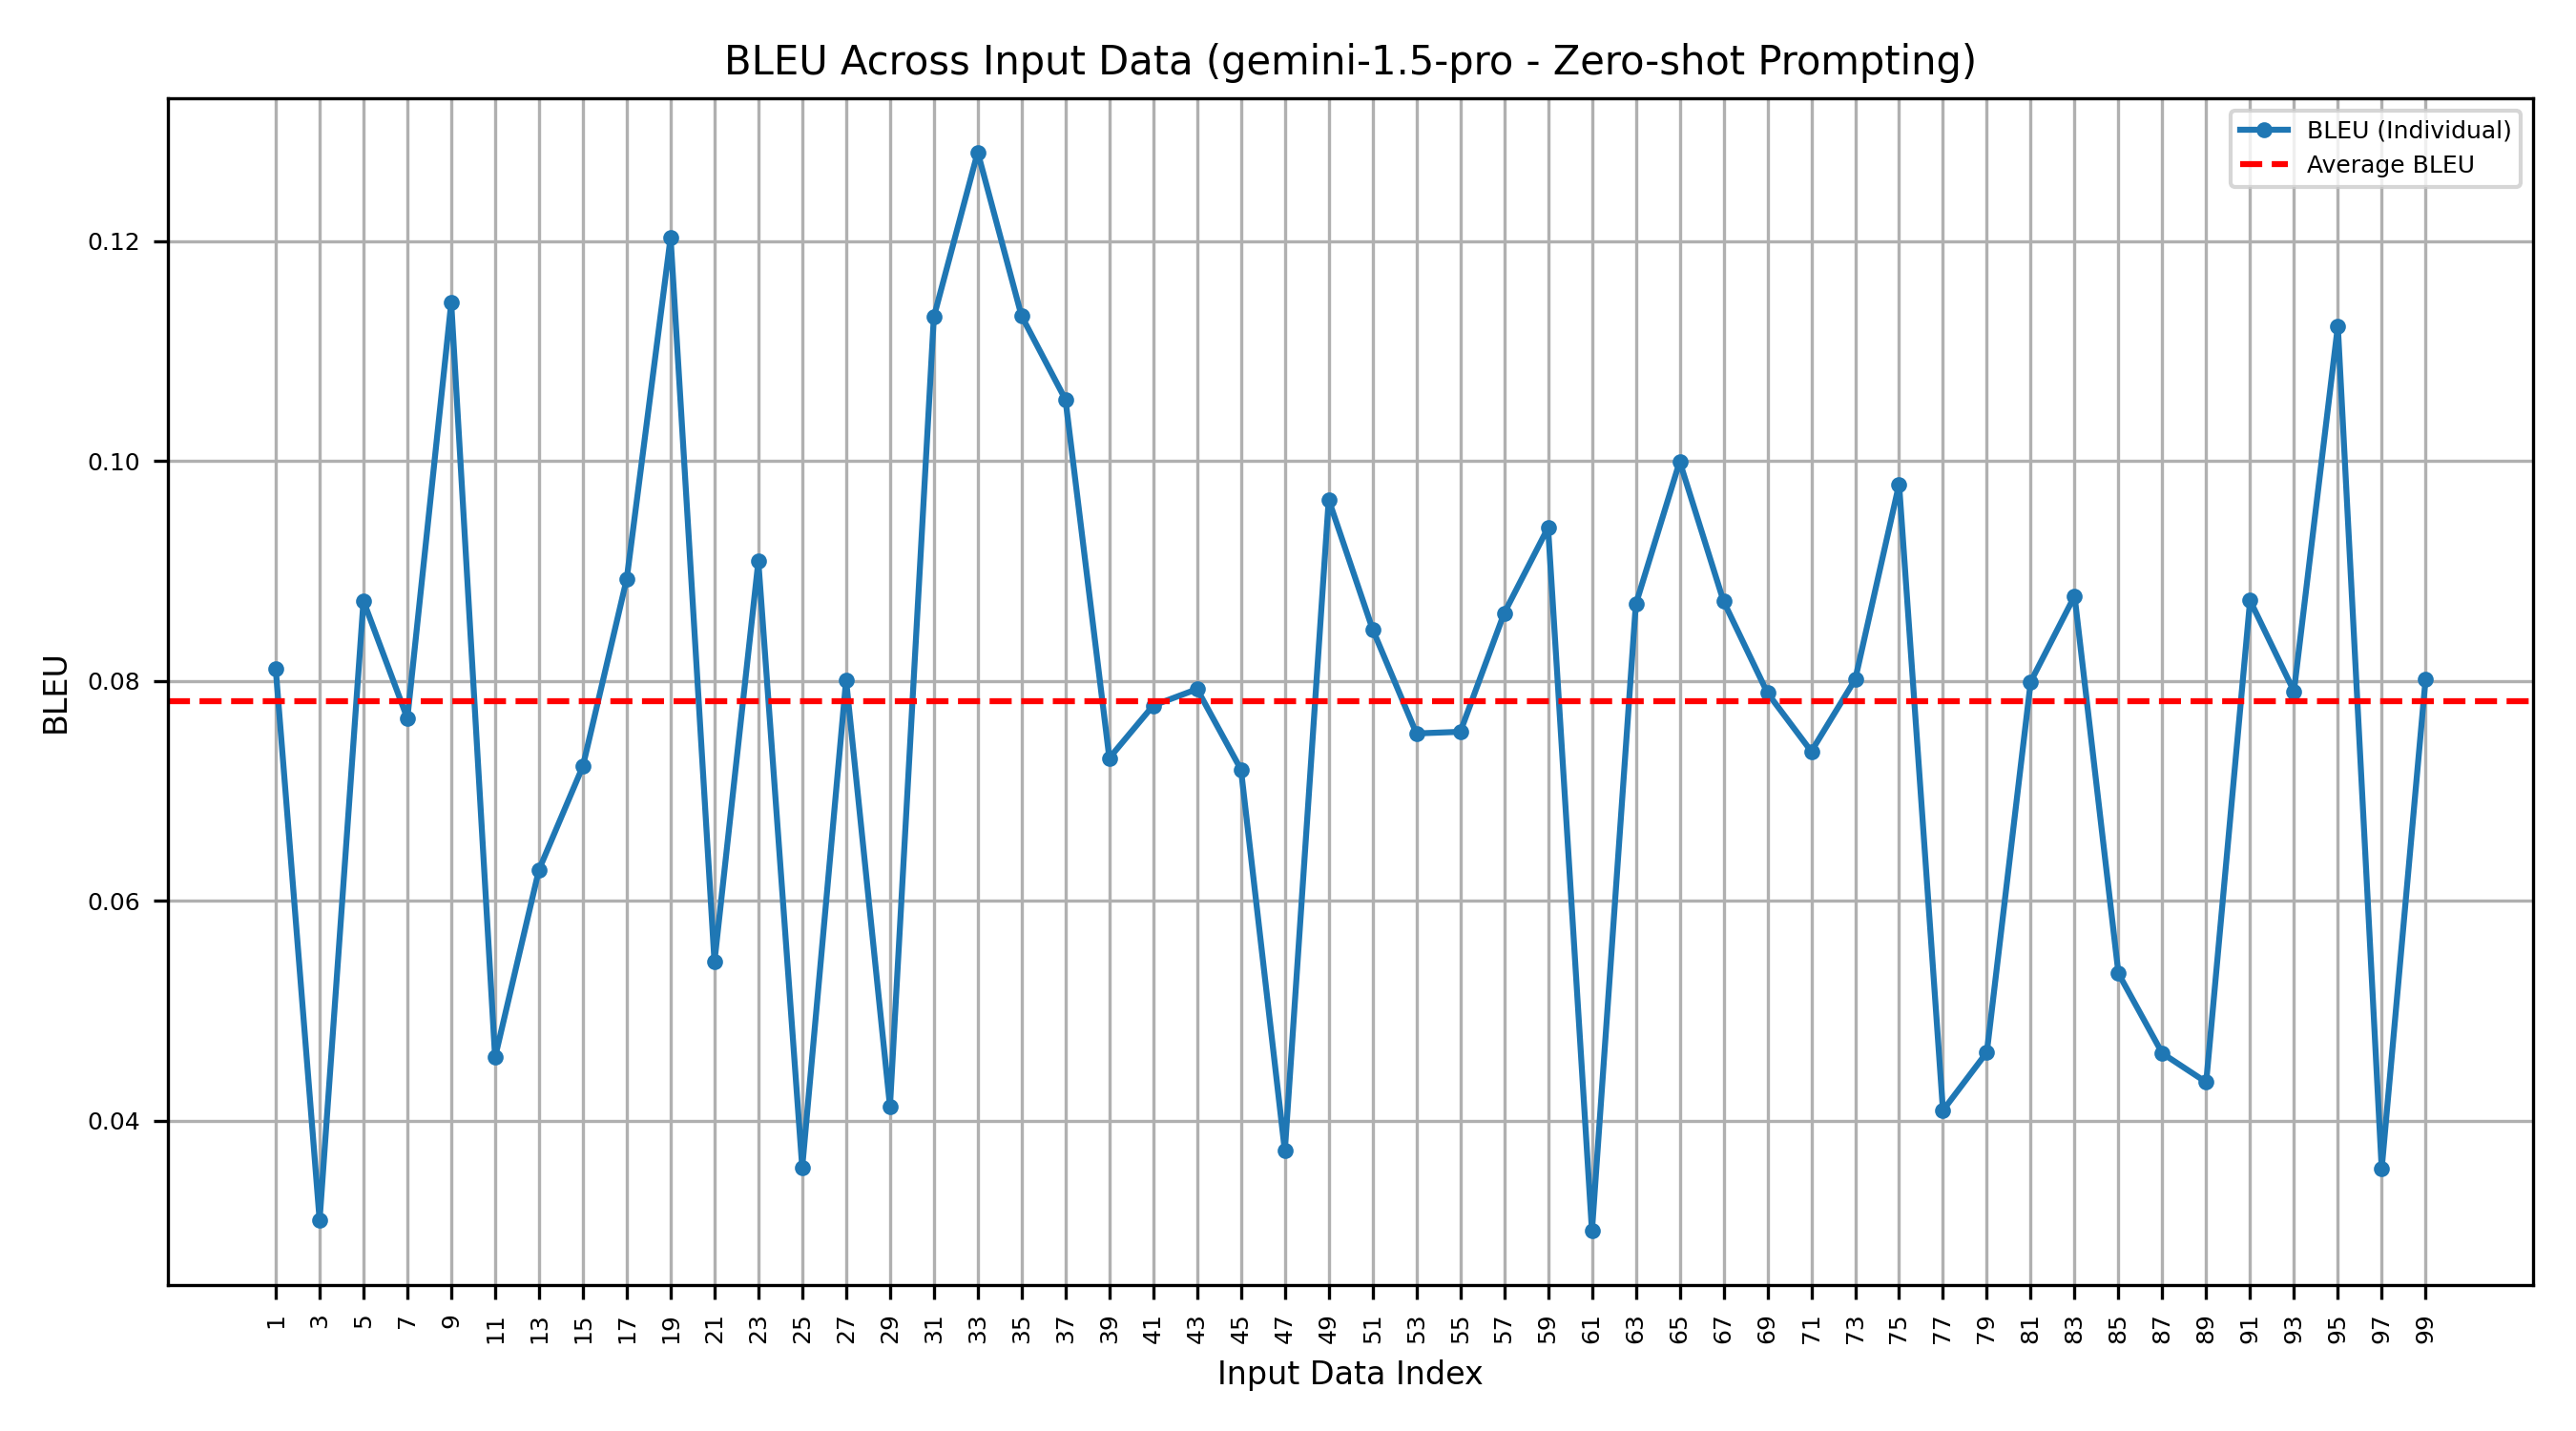 BLEU Across Input Data (gemini-1.5-pro - Zero-shot Prompting)
BLEU (Individual)
Average BLEU
BLEU
0.12
0.10
0.08
0.06
0.04
1 3 5 7 9 11 13 15 17 19 21 23 25 27 29 31 33 35 37 39 41 43 45 47 49 51 53 55 57 59 61 63 65 67 69 71 73 75 77 79 81 83 85 87 89 91 93 95 97 99
Input Data Index